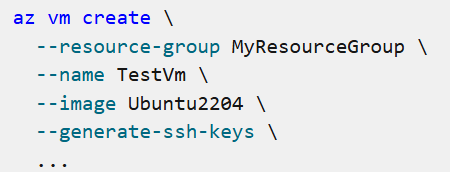 az vm create \
--resource-group MyResourceGroup \
--name TestVm \
--image Ubuntu2204 \
--generate-ssh-keys \
...